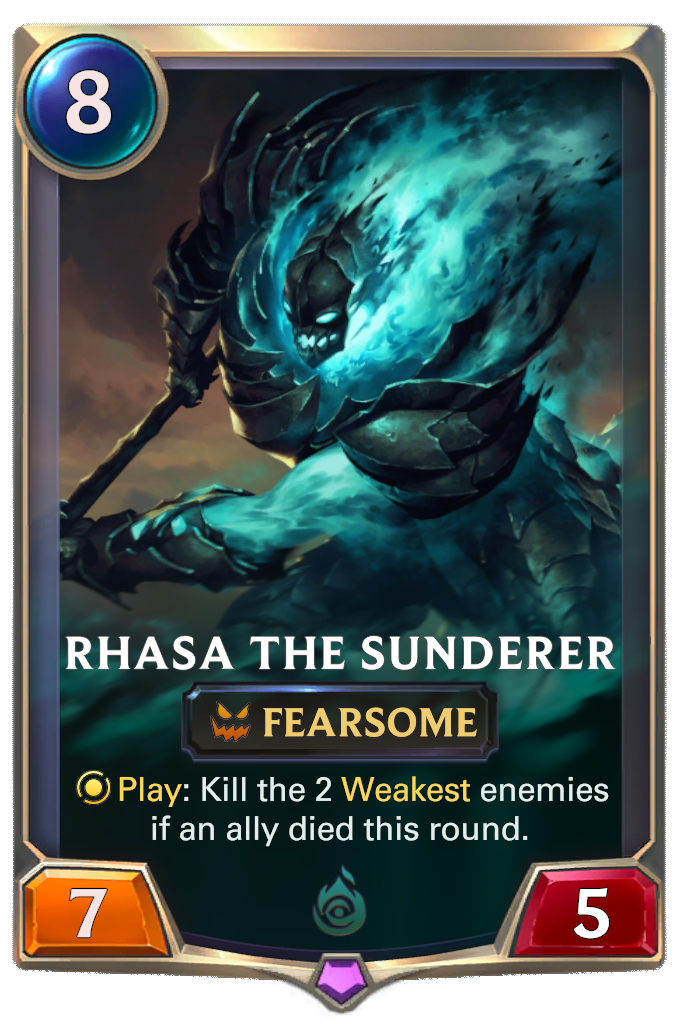 8
RHASA THE SUNDERER
FEARSOME
Play: Kill the 2 Weakest enemies
if an ally died this round.
7
5